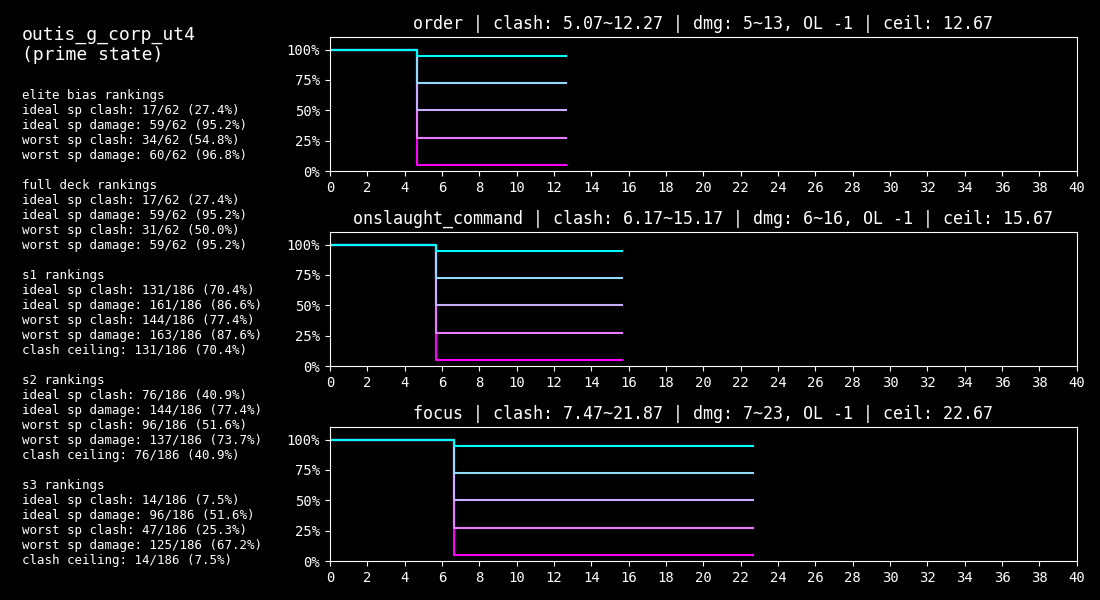 outis_g_corp_ut4
(prime state)
elite bias rankings
ideal sp clash: 17/62 (27.4%)
ideal sp damage: 59/62 (95.2%)
worst sp clash: 34/62 (54.8%)
worst sp damage: 60/62 (96.8%)
full deck rankings
ideal sp clash: 17/62 (27.4%)
ideal sp damage: 59/62 (95.2%)
worst sp clash: 31/62 (50.0%)
worst sp damage: 59/62 (95.2%)
s1 rankings
ideal sp clash: 131/186 (70.4%)
ideal sp damage: 161/186 (86.6%)
worst sp clash: 144/186 (77.4%)
worst sp damage: 163/186 (87.6%)
clash ceiling: 131/186 (70.4%)
s2 rankings
ideal sp clash: 76/186 (40.9%)
ideal sp damage: 144/186 (77.4%)
worst sp clash: 96/186 (51.6%)
worst sp damage: 137/186 (73.7%)
clash ceiling: 76/186 (40.9%)
s3 rankings
ideal sp clash: 14/186 (7.5%)
ideal sp damage: 96/186 (51.6%)
worst sp clash: 47/186 (25.3%)
worst sp damage: 125/186 (67.2%)
clash ceiling: 14/186 (7.5%)
order | clash: 5.07~12.27 | dmg: 5~13, OL -1 | ceil: 12.67
100%
75%
50%
25%
0%
0 2 4 6 8 10 12 14 16 18 20 22 24 26 28 30 32 34 36 38 40
onslaught_command | clash: 6.17~15.17 | dmg: 6~16, OL -1 | ceil: 15.67
100%
75%
50%
25%
0%
0 2 4 6 8 10 12 14 16 18 20 22 24 26 28 30 32 34 36 38 40
focus | clash: 7.47~21.87 | dmg: 7~23, OL -1 | ceil: 22.67
100%
75%
50%
25%
0%
0 2 4 6 8 10 12 14 16 18 20 22 24 26 28 30 32 34 36 38 40